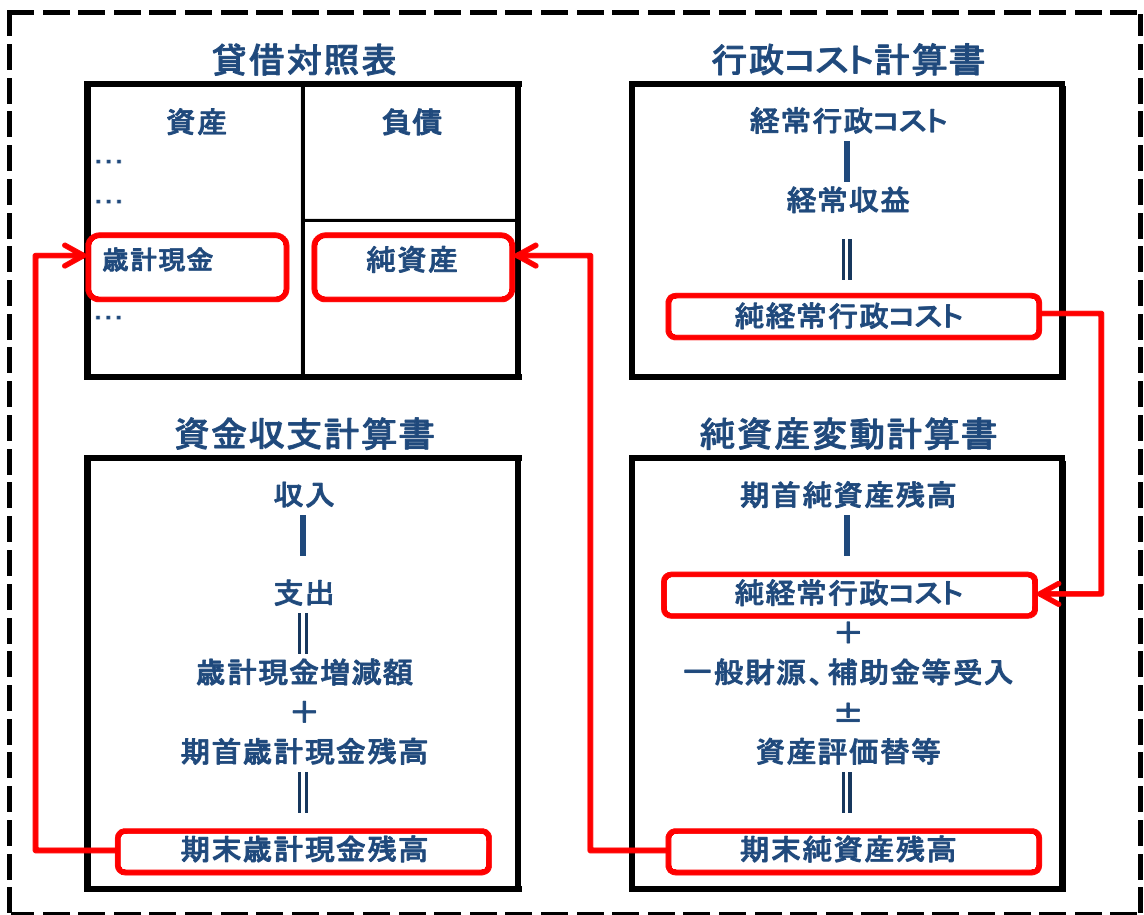 貸借対照表
資産
負債
…
…
歳計現金
純資産
…
行政コスト計算書
経常行政コスト
|
経常収益
||
純経常行政コスト
資金収支計算書
収入
|
支出
||
歳計現金増減額
＋
期首歳計現金残高
||
期末歳計現金残高
純資産変動計算書
期首純資産残高
|
純経常行政コスト
＋
一般財源、補助金等受入
±
資産評価替等
||
期末純資産残高